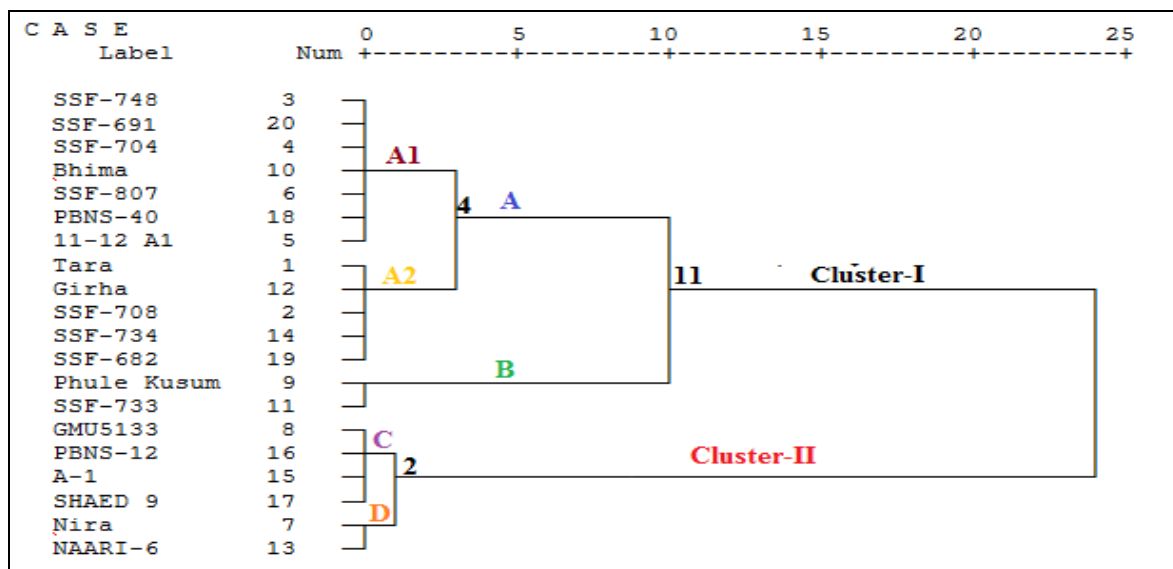 C A S E 0 5 10 15 20 25
Label Num +---------+---------+---------+---------+---------+
SSF-748 3
SSF-691 20
SSF-704 4
Bhima 10 A1
SSF-807 6
PBNS-40 18 4 A
11-12 A1 5
Tara 1 11 Cluster-I
Girha 12 A2
SSF-708 2
SSF-734 14
SSF-682 19
Phule Kusum 9 B
SSF-733 11
GMU5133 8 C
PBNS-12 16 2 Cluster-II
A-1 15
SHAED 9 17 D
Nira 7
NAARI-6 13